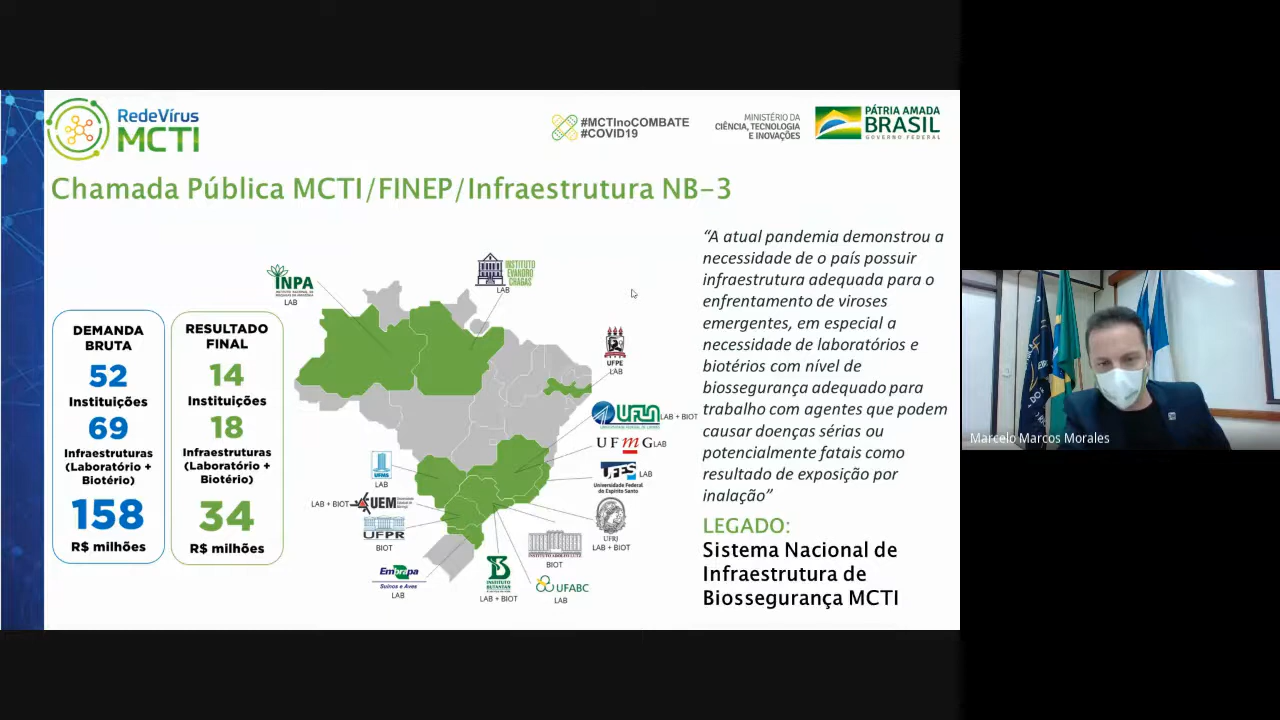 RedeVírus
MCTI
#MCTInoCOMBATE
#COVID19
MINISTÉRIO DA
CIÊNCIA, TECNOLOGIA
E INOVAÇÕES
PÁTRIA AMADA
BRASIL
GOVERNO FEDERAL
Chamada Pública MCTI/FINEP/Infraestrutura NB-3
DEMANDA
BRUTA
52
Instituições
69
Infraestruturas
(Laboratório +
Biotério)
158
R$ milhões
RESULTADO
FINAL
14
Instituições
18
Infraestruturas
(Laboratório +
Biotério)
34
R$ milhões
INPA
LAB
INSTITUTO
EVANDRO
CHAGAS
LAB
UFPE
LAB
UFLA
LAB + BIOT
UFMG
LAB
UFES
Universidade Federal
do Espírito Santo
LAB
UFRJ
LAB + BIOT
INSTITUTO ADOLFO LUTZ
BIOT
UFABC
LAB
INSTITUTO
BUTANTAN
LAB + BIOT
Embrapa
Suínos e Aves
LAB
UFPR
BIOT
LAB + BIOT
UEM
UFMS
LAB
“A atual pandemia demonstrou a
necessidade de o país possuir
infraestrutura adequada para o
enfrentamento de viroses
emergentes, em especial a
necessidade de laboratórios e
biotérios com nível de
biossegurança adequado para
trabalho com agentes que podem
causar doenças sérias ou
potencialmente fatais como
resultado de exposição por
inalação”
LEGADO:
Sistema Nacional de
Infraestrutura de
Biossegurança MCTI
Marcelo Marcos Morales